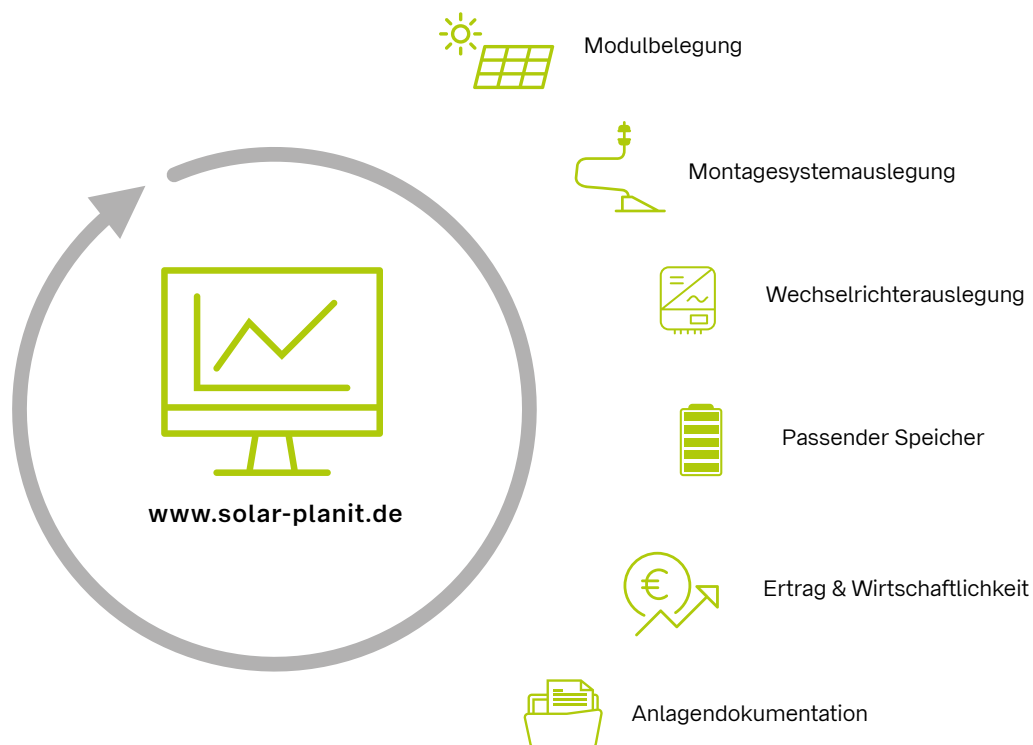 Modulbelegung
Montagesystemauslegung
Wechselrichterauslegung
Passender Speicher
www.solar-planit.de
Ertrag & Wirtschaftlichkeit
Anlagendokumentation